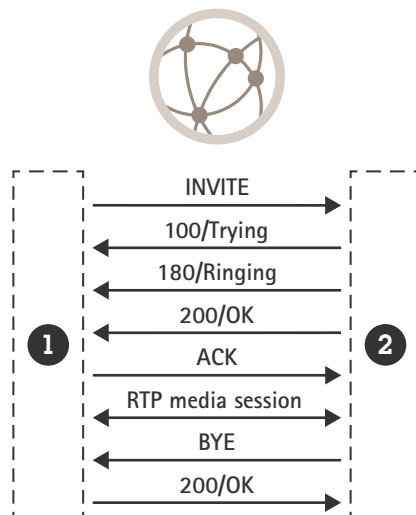 INVITE
100/Trying
180/Ringing
200/OK
1
2
ACK
RTP media session
BYE
200/OK